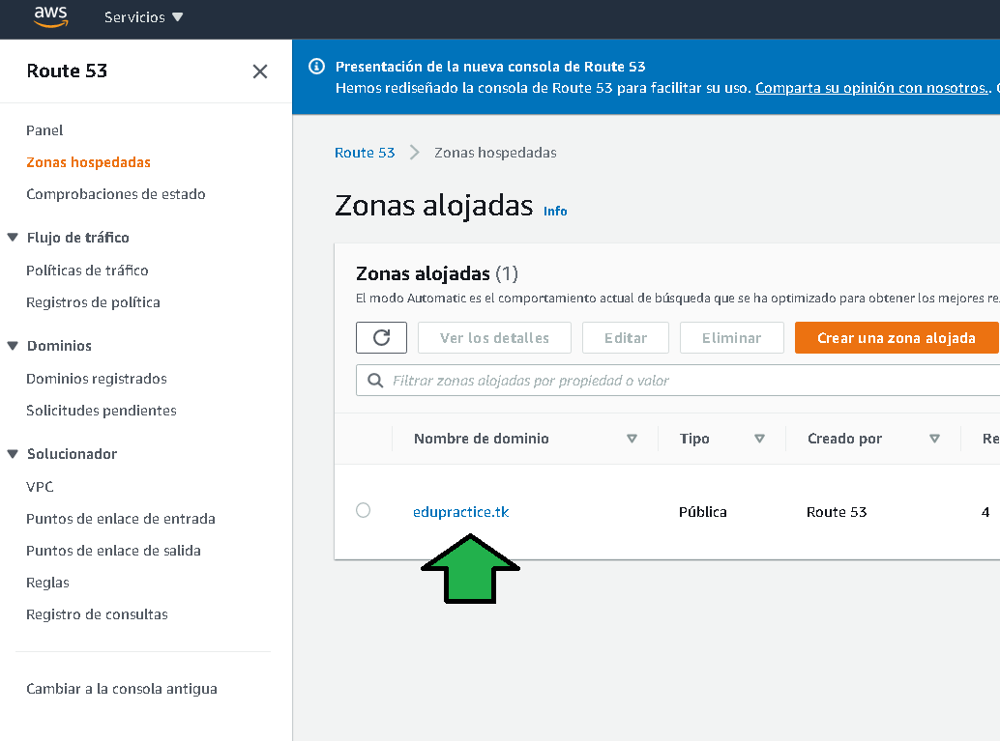 aws
Servicios
Route 53
Panel
Zonas hospedadas
Comprobaciones de estado
Flujo de tráfico
Políticas de tráfico
Registros de política
Dominios
Dominios registrados
Solicitudes pendientes
Solucionador
VPC
Puntos de enlace de entrada
Puntos de enlace de salida
Reglas
Registro de consultas
Cambiar a la consola antigua
Presentación de la nueva consola de Route 53
Hemos rediseñado la consola de Route 53 para facilitar su uso. Comparta su opinión con nosotros..
Route 53 > Zonas hospedadas
Zonas alojadas Info
Zonas alojadas (1)
El modo Automatic es el comportamiento actual de búsqueda que se ha optimizado para obtener los mejores re
Ver los detalles Editar Eliminar Crear una zona alojada
Filtrar zonas alojadas por propiedad o valor
Nombre de dominio Tipo Creado por Re
edupractice.tk Pública Route 53 4